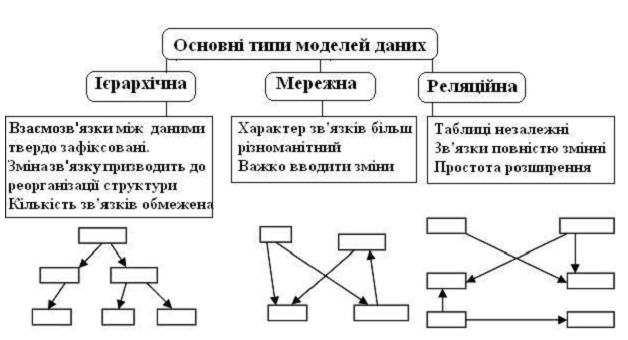 Основні типи моделей даних
Ієрархічна
Мережна
Реляційна
Взаємозв'язки між даними
твердо зафіксовані.
Зміна зв'язку призводить до
реорганізації структури
Кількість зв'язків обмежена
Характер зв'язків більш
різноманітний
Важко вводити зміни
Таблиці незалежні
Зв'язки повністю змінні
Простота розширення